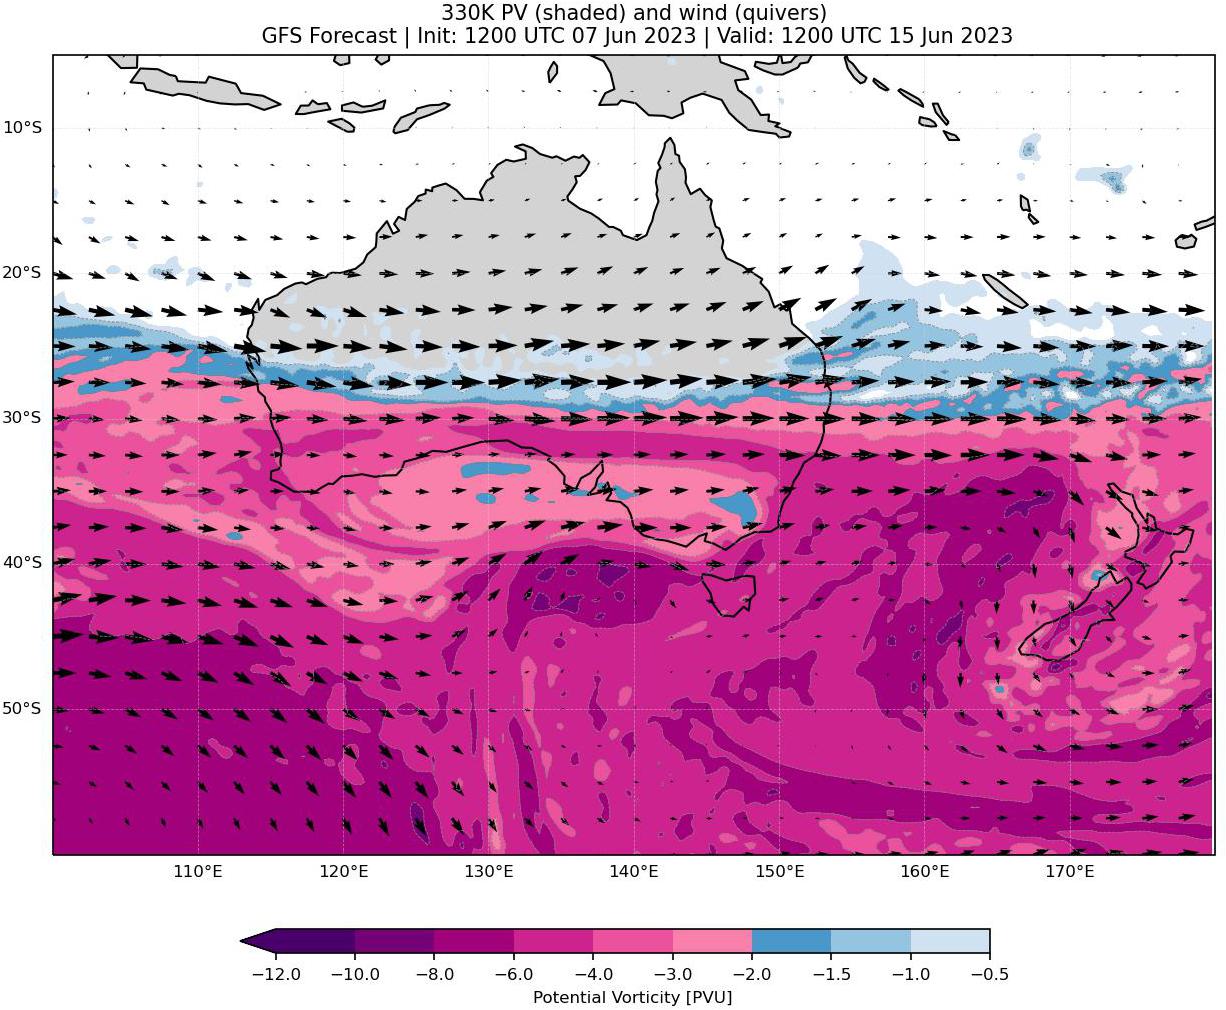 330K PV (shaded) and wind (quivers)
GFS Forecast | Init: 1200 UTC 07 Jun 2023 | Valid: 1200 UTC 15 Jun 2023
10°S
20°S
30°S
40°S
50°S
110°E 120°E 130°E 140°E 150°E 160°E 170°E
−12.0 −10.0 −8.0 −6.0 −4.0 −3.0 −2.0 −1.5 −1.0 −0.5
Potential Vorticity [PVU]